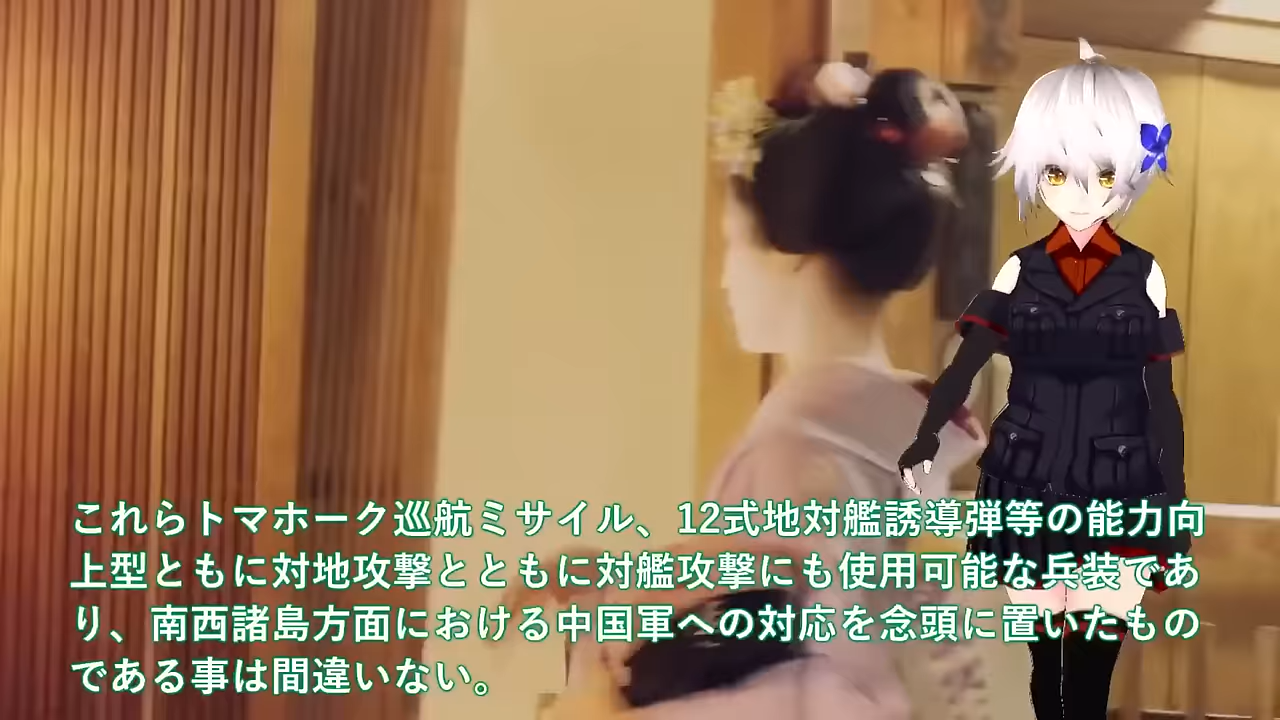 これらトマホーク巡航ミサイル、12式地対艦誘導弾等の能力向
上型ともに対地攻撃とともに対艦攻撃にも使用可能な兵装であ
り、南西諸島方面における中国軍への対応を念頭に置いたもの
である事は間違いない。